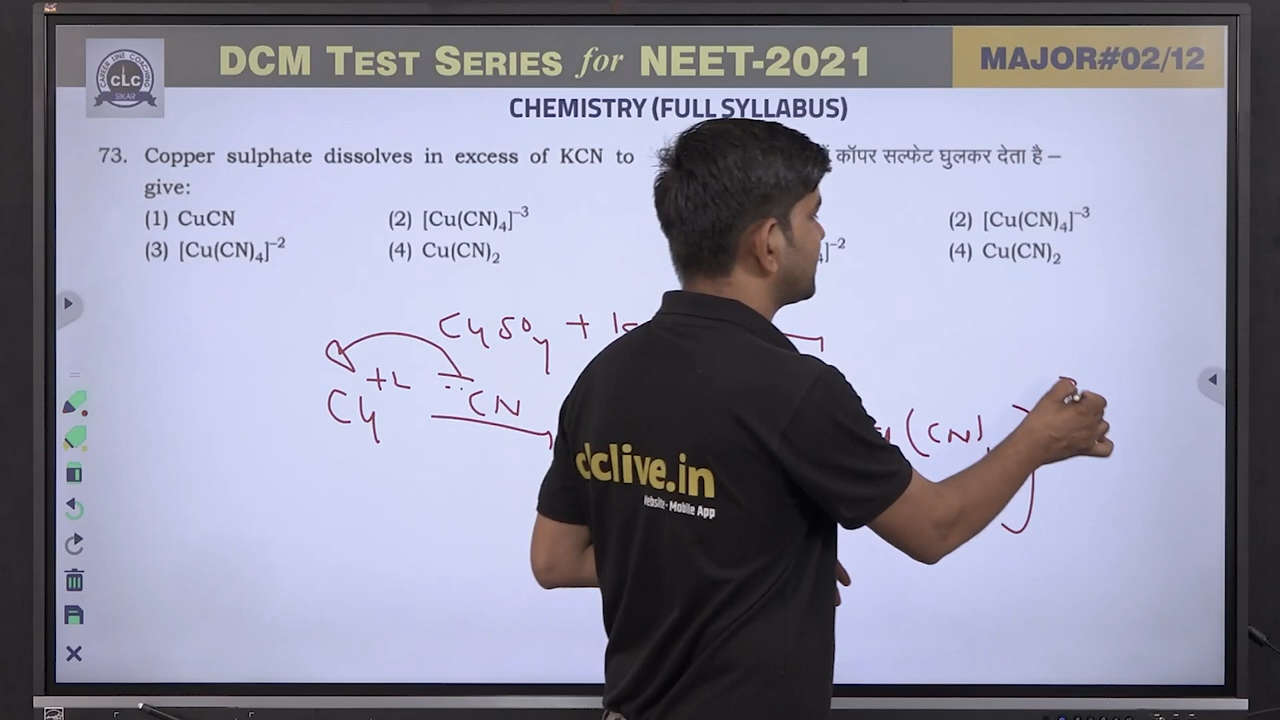 DCM TEST SERIES for NEET-2021
MAJOR#02/12
CAREER LINE COACHING
CLC
SIKAR
CHEMISTRY (FULL SYLLABUS)
73. Copper sulphate dissolves in excess of KCN to
give:
(1) CuCN (2) [Cu(CN)₄]⁻³
(3) [Cu(CN)₄]⁻² (4) Cu(CN)₂
कॉपर सल्फेट घुलकर देता है –
(2) [Cu(CN)₄]⁻³
]⁻² (4) Cu(CN)₂
CuSO₄ + K
Cu⁺² CN
(CN)
clclive.in
Website • Mobile App